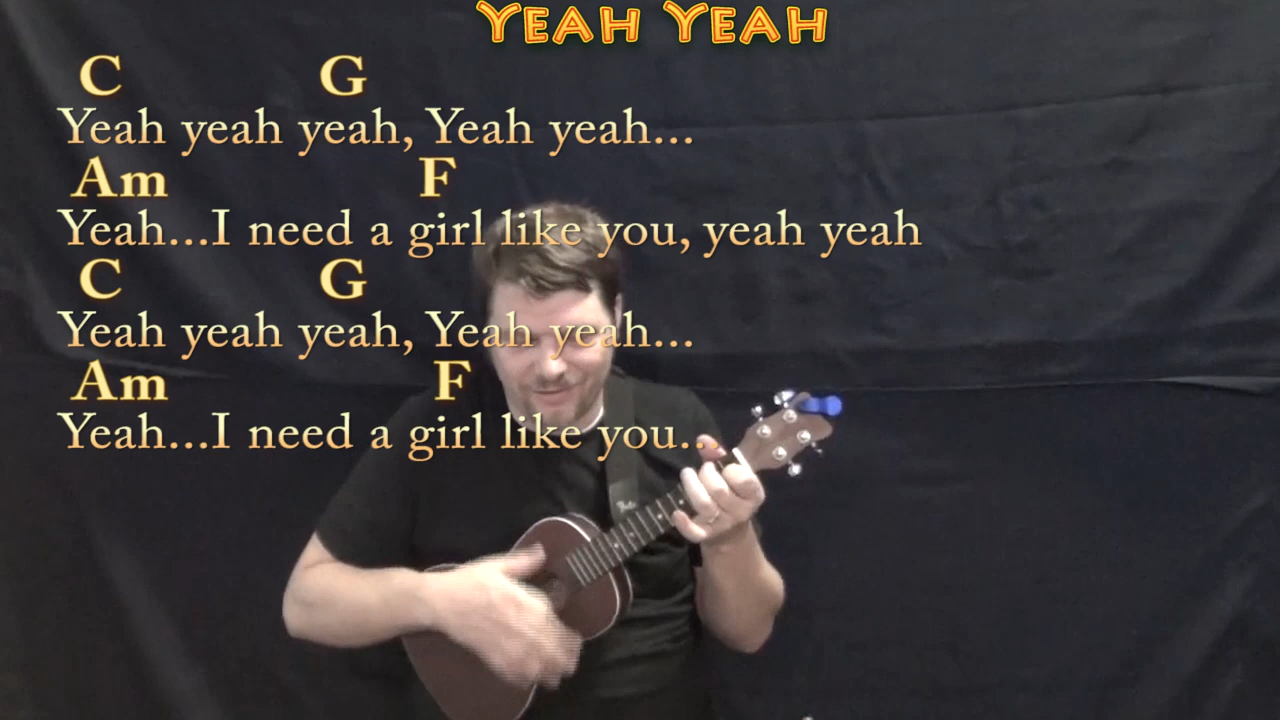 YEAH YEAH
C G
Yeah yeah yeah, Yeah yeah...
Am F
Yeah...I need a girl like you, yeah yeah
C G
Yeah yeah yeah, Yeah yeah...
Am F
Yeah...I need a girl like you...